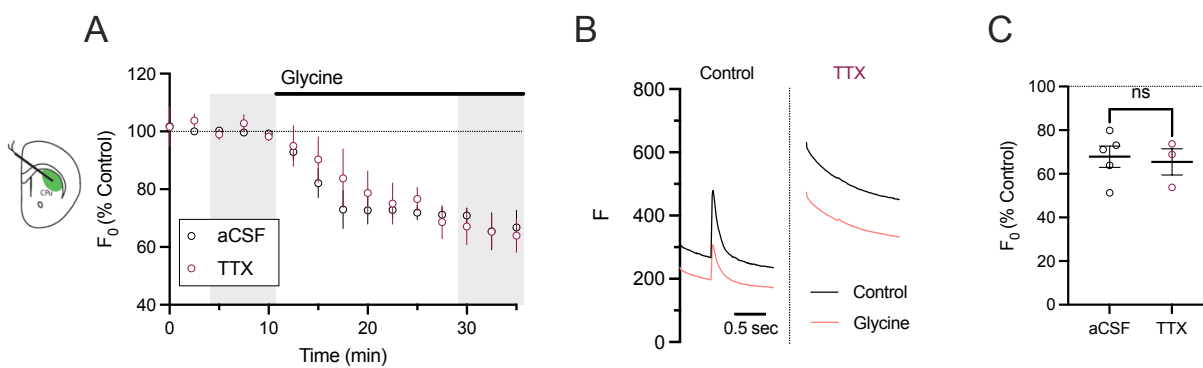 A
B
C
Glycine
120
100
80
60
40
F0 (% Control)
aCSF
TTX
0
10
20
30
Time (min)
CPu
Control
TTX
800
600
400
200
0
F
0.5 sec
Control
Glycine
ns
100
80
60
40
20
0
F0 (% Control)
aCSF
TTX